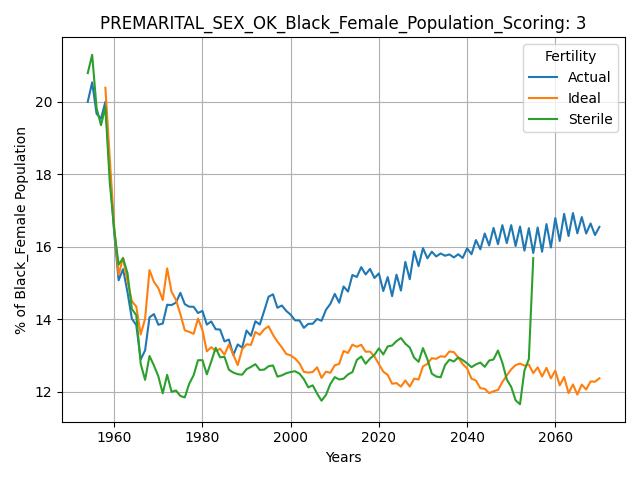 PREMARITAL_SEX_OK_Black_Female_Population_Scoring: 3
Fertility
Actual
Ideal
Sterile
% of Black_Female Population
20
18
16
14
12
1960
1980
2000
2020
2040
2060
Years